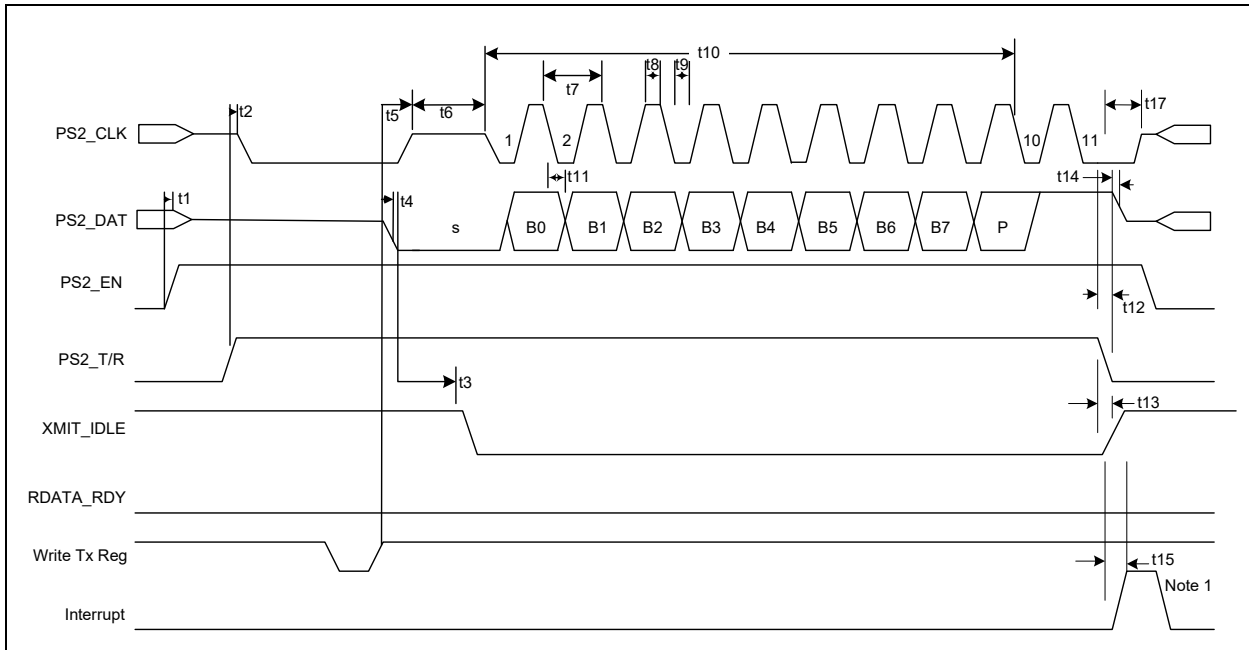 t10
t8 t9
t2 t5 t6 t7 t17
PS2_CLK 1 2 10 11
t1 t4 t11 t14
PS2_DAT s B0 B1 B2 B3 B4 B5 B6 B7 P
PS2_EN
t12
PS2_T/R
t3
t13
XMIT_IDLE
RDATA_RDY
Write Tx Reg
t15
Note 1
Interrupt